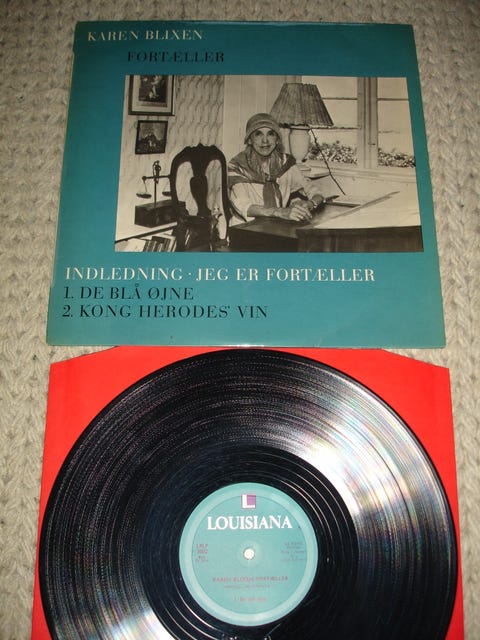 KAREN BLIXEN
FORTÆLLER
INDLEDNING · JEG ER FORTÆLLER
1. DE BLÅ ØJNE
2. KONG HERODES' VIN
LOUISIANA
KAREN BLIXEN FORTÆLLER